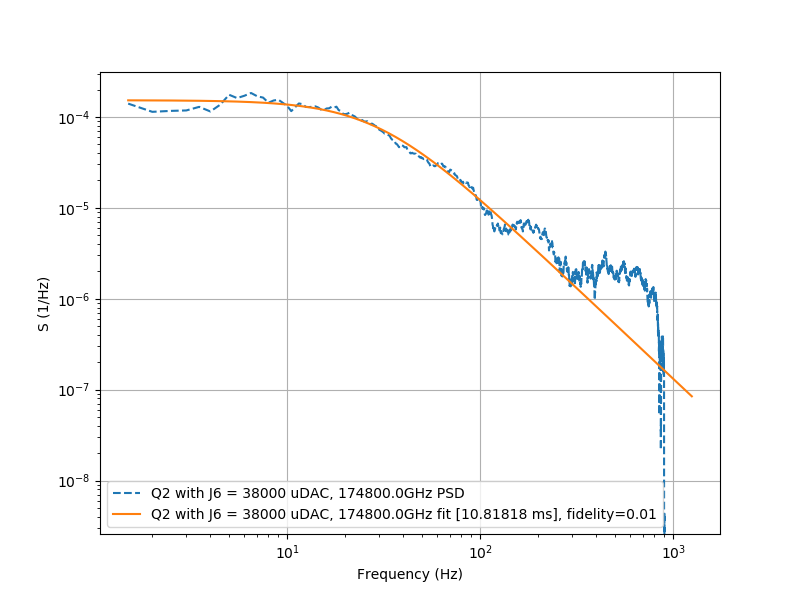 10⁻⁴
10⁻⁵
10⁻⁶
10⁻⁷
10⁻⁸
S (1/Hz)
Q2 with J6 = 38000 uDAC, 174800.0GHz PSD
Q2 with J6 = 38000 uDAC, 174800.0GHz fit [10.81818 ms], fidelity=0.01
10¹ 10² 10³
Frequency (Hz)